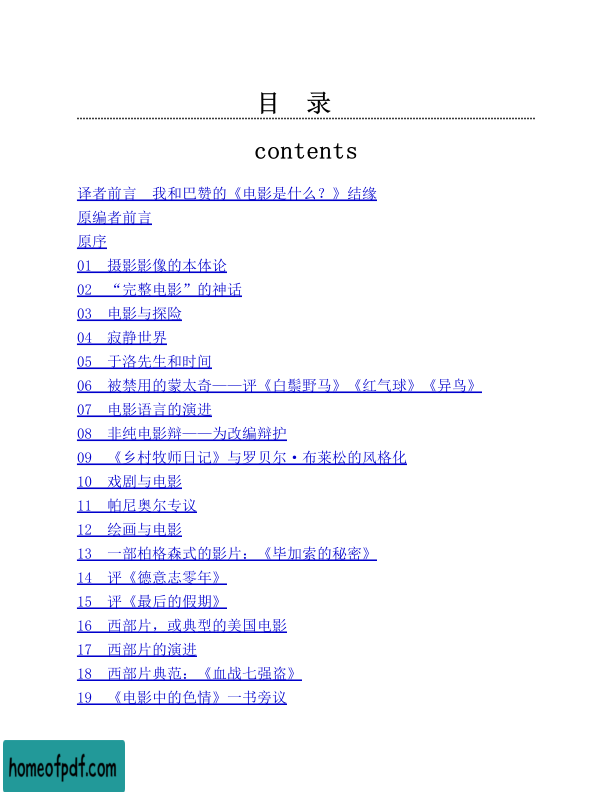 目 录
contents
译者前言 我和巴赞的《电影是什么？》结缘
原编者前言
原序
01 摄影影像的本体论
02 “完整电影”的神话
03 电影与探险
04 寂静世界
05 于洛先生和时间
06 被禁用的蒙太奇——评《白鬃野马》《红气球》《异鸟》
07 电影语言的演进
08 非纯电影辩——为改编辩护
09 《乡村牧师日记》与罗贝尔·布莱松的风格化
10 戏剧与电影
11 帕尼奥尔专议
12 绘画与电影
13 一部柏格森式的影片：《毕加索的秘密》
14 评《德意志零年》
15 评《最后的假期》
16 西部片，或典型的美国电影
17 西部片的演进
18 西部片典范：《血战七强盗》
19 《电影中的色情》一书旁议
homeofpdf.com